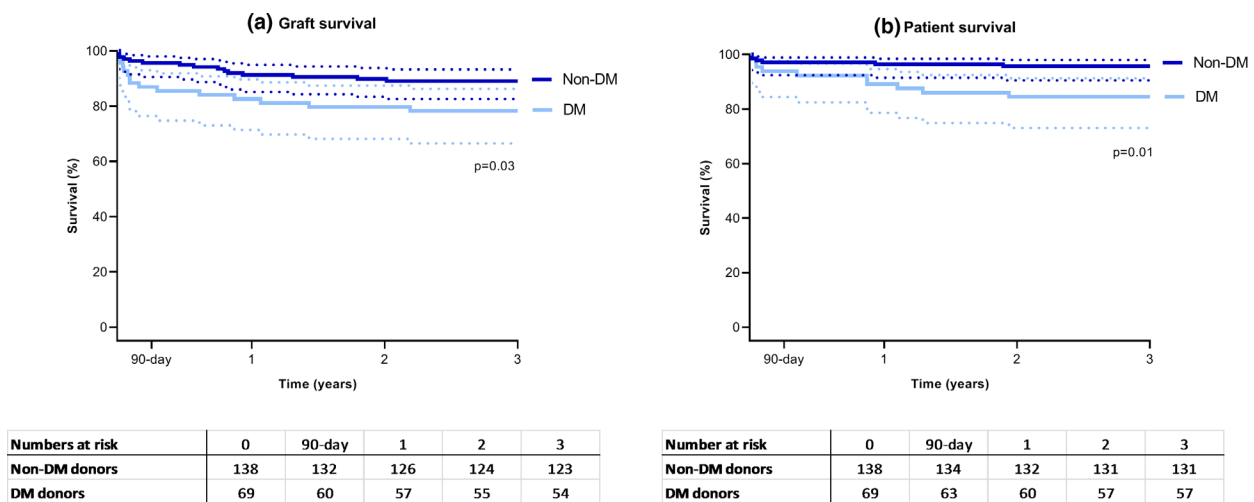 (a) Graft survival
100
80
60
40
20
0
Survival (%)
Non-DM
DM
p=0.03
90-day 1 2 3
Time (years)
Numbers at risk 0 90-day 1 2 3
Non-DM donors 138 132 126 124 123
DM donors 69 60 57 55 54
(b) Patient survival
100
80
60
40
20
0
Survival (%)
Non-DM
DM
p=0.01
90-day 1 2 3
Time (years)
Number at risk 0 90-day 1 2 3
Non-DM donors 138 134 132 131 131
DM donors 69 63 60 57 57